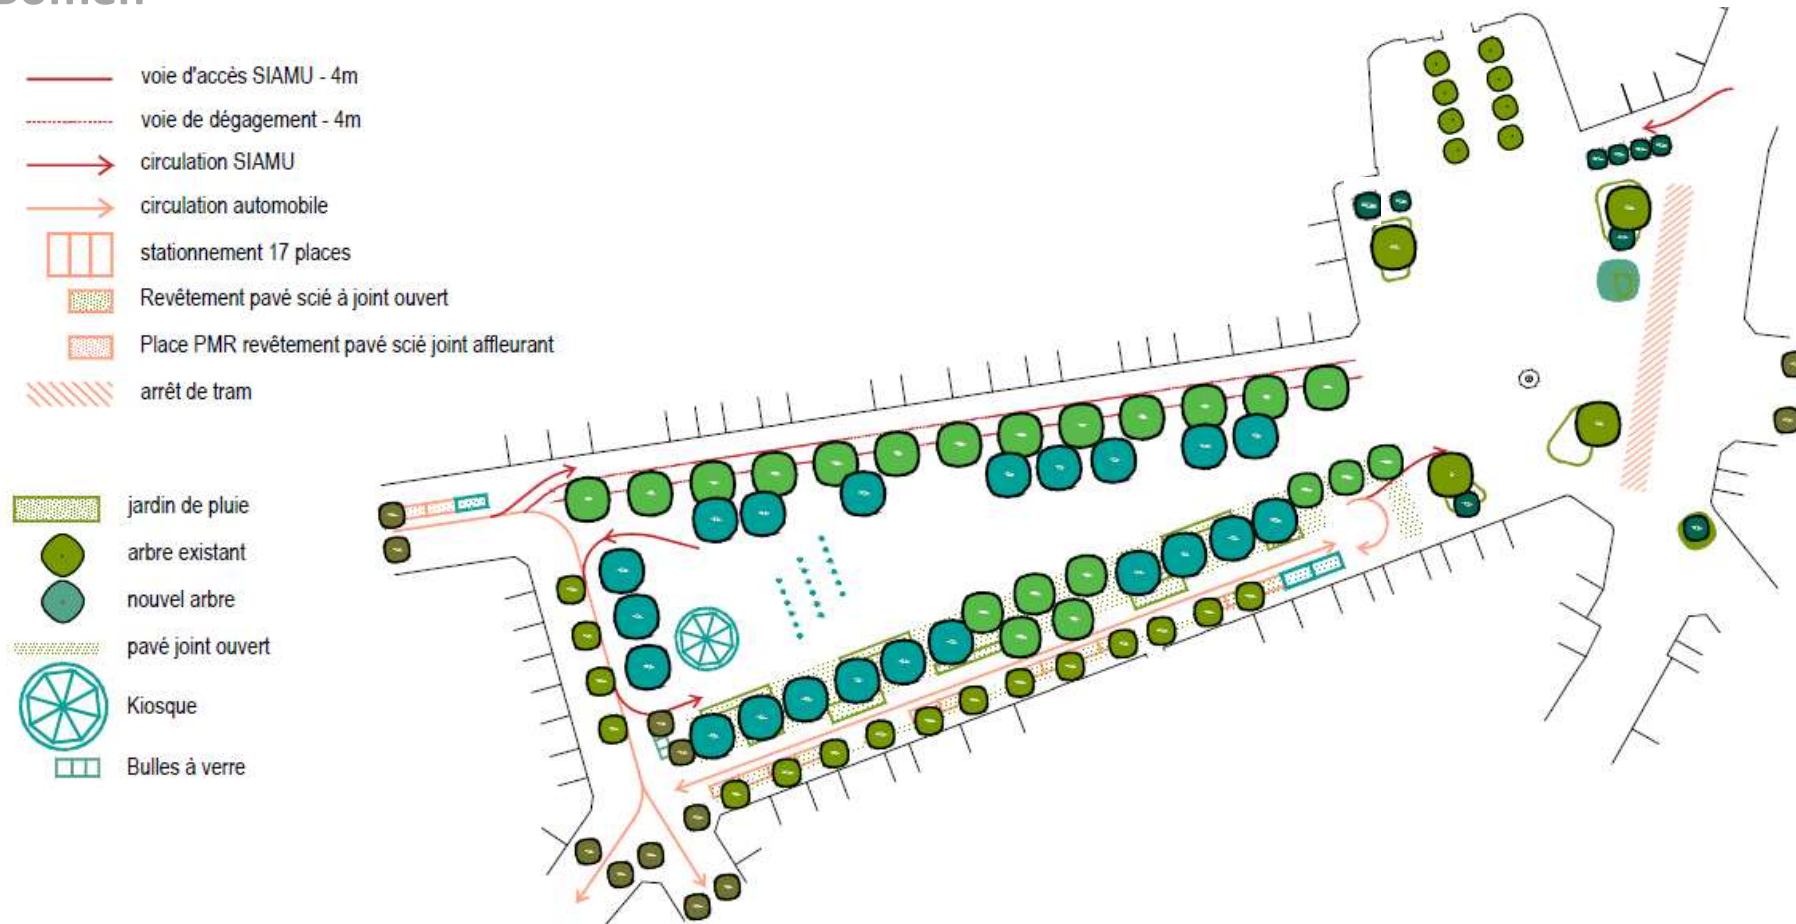 voie d'accès SIAMU - 4m
voie de dégagement - 4m
circulation SIAMU
circulation automobile
stationnement 17 places
Revêtement pavé scié à joint ouvert
Place PMR revêtement pavé scié joint affleurant
arrêt de tram
jardin de pluie
arbre existant
nouvel arbre
pavé joint ouvert
Kiosque
Bulles à verre